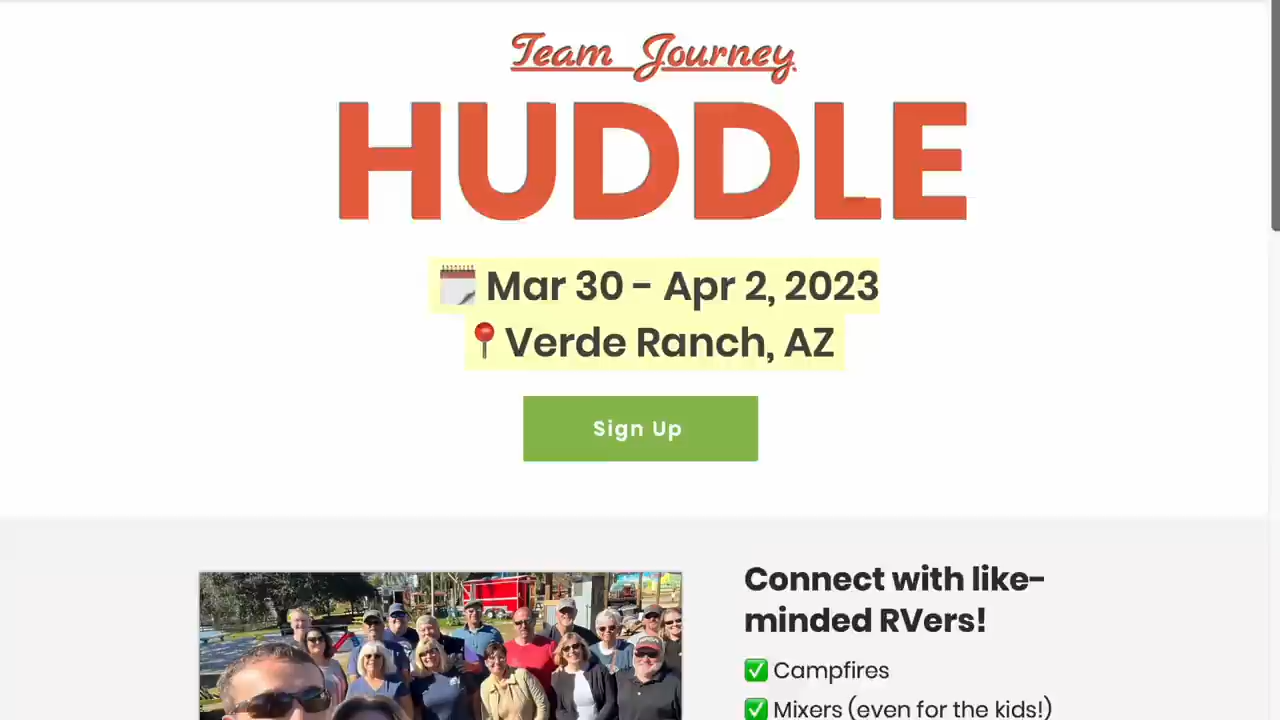 Team Journey
HUDDLE
Mar 30 - Apr 2, 2023
Verde Ranch, AZ
Sign Up
Connect with like-
minded RVers!
Campfires
Mixers (even for the kids!)